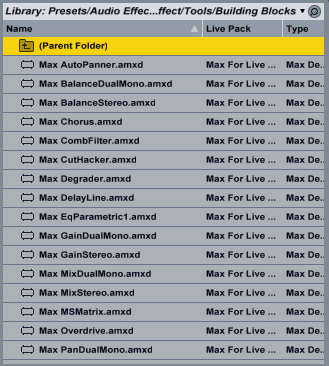 Library: Presets/Audio Effec...ffect/Tools/Building Blocks
Name Live Pack Type
(Parent Folder)
Max AutoPanner.amxd Max For Live ... Max De..
Max BalanceDualMono.amxd Max For Live ... Max De..
Max BalanceStereo.amxd Max For Live ... Max De..
Max Chorus.amxd Max For Live ... Max De..
Max CombFilter.amxd Max For Live ... Max De..
Max CutHacker.amxd Max For Live ... Max De..
Max Degrader.amxd Max For Live ... Max De..
Max DelayLine.amxd Max For Live ... Max De..
Max EqParametric1.amxd Max For Live ... Max De..
Max GainDualMono.amxd Max For Live ... Max De..
Max GainStereo.amxd Max For Live ... Max De..
Max MixDualMono.amxd Max For Live ... Max De..
Max MixStereo.amxd Max For Live ... Max De..
Max MSMatrix.amxd Max For Live ... Max De..
Max Overdrive.amxd Max For Live ... Max De..
Max PanDualMono.amxd Max For Live ... Max De..